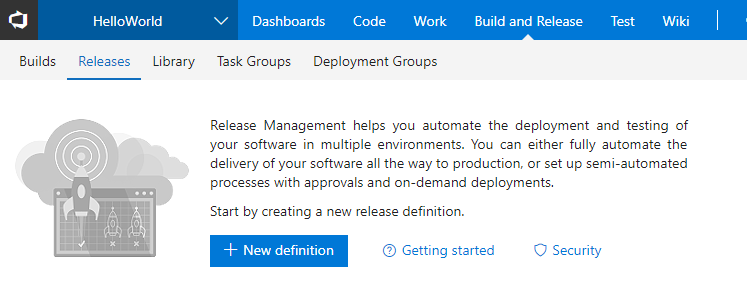 HelloWorld Dashboards Code Work Build and Release Test Wiki
Builds Releases Library Task Groups Deployment Groups
Release Management helps you automate the deployment and testing of
your software in multiple environments. You can either fully automate the
delivery of your software all the way to production, or set up semi-automated
processes with approvals and on-demand deployments.
Start by creating a new release definition.
+ New definition Getting started Security